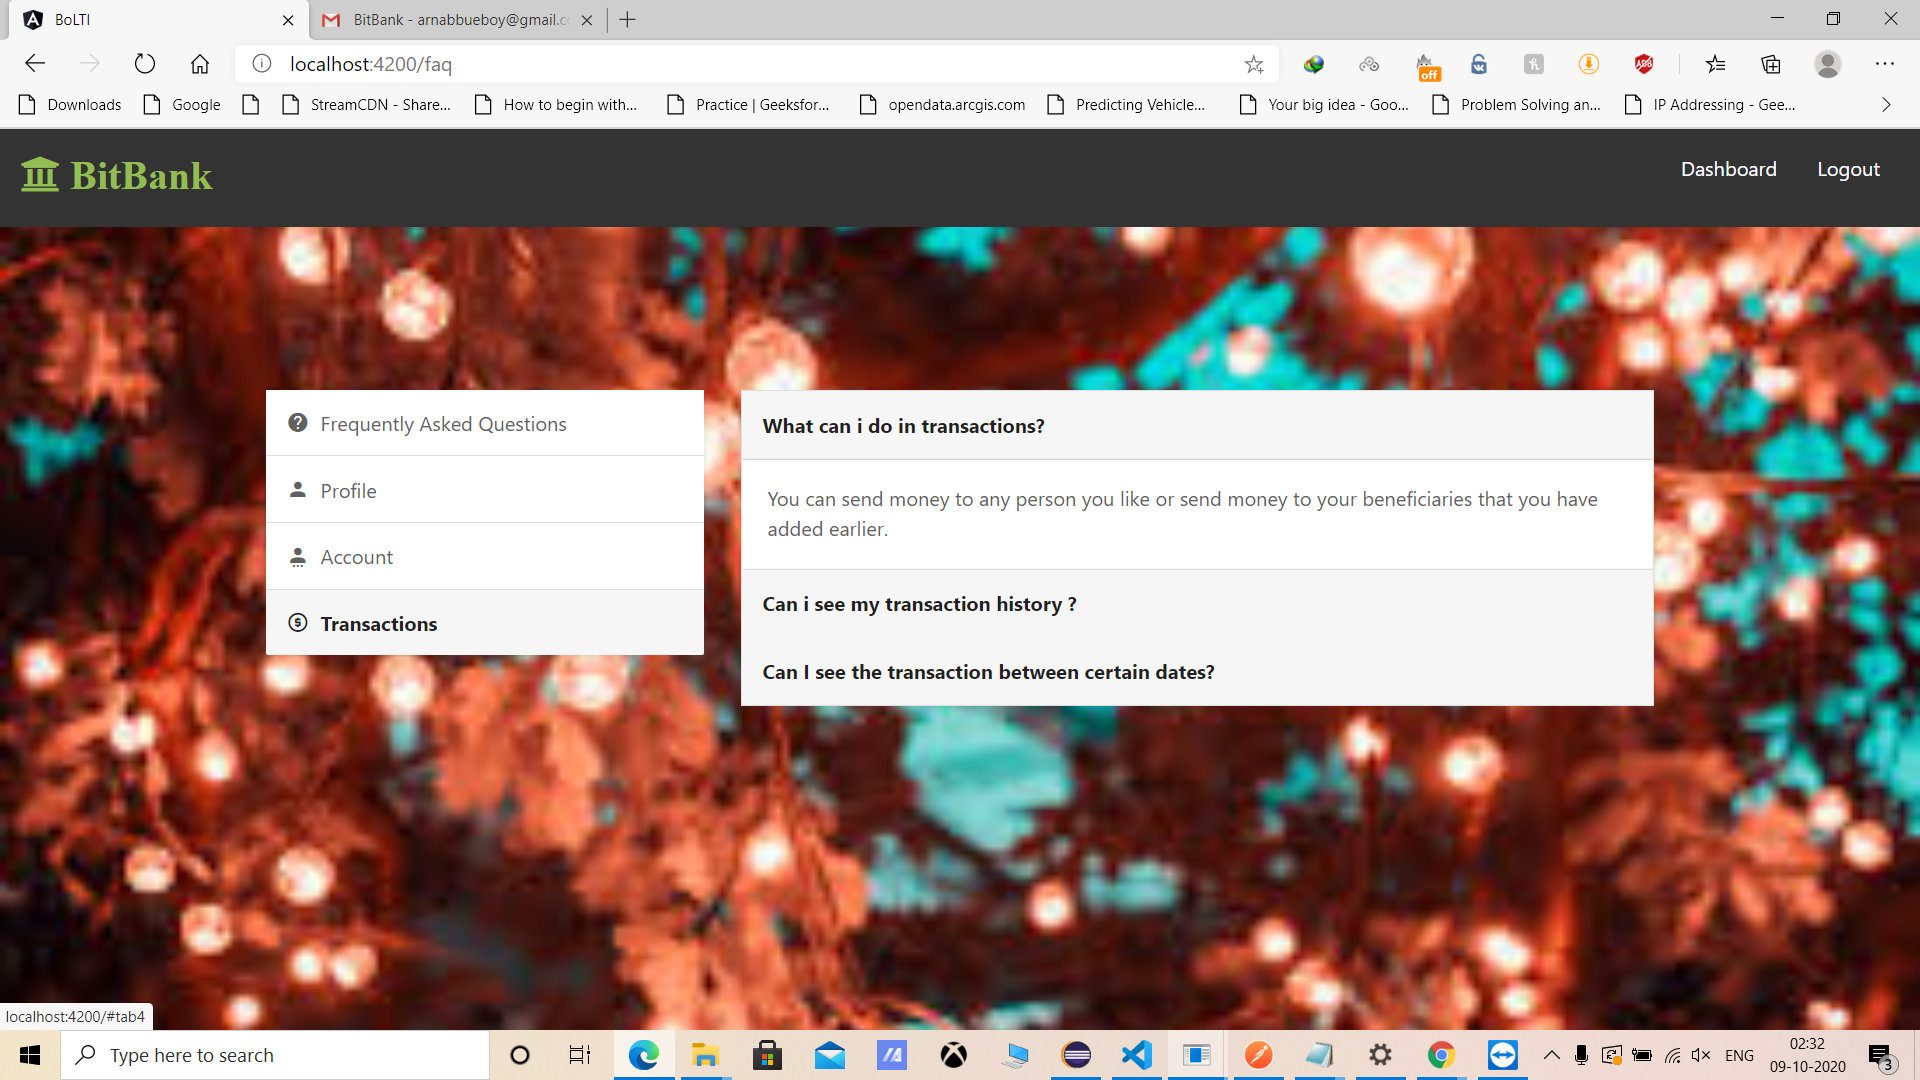 BoLTI
BitBank - arnabbueboy@gmail.c
localhost:4200/faq
off
Downloads
Google
StreamCDN - Share...
How to begin with...
Practice | Geeksfor...
opendata.arcgis.com
Predicting Vehicle...
Your big idea - Goo...
Problem Solving an...
IP Addressing - Gee...
BitBank
Dashboard
Logout
Frequently Asked Questions
Profile
Account
Transactions
What can i do in transactions?
You can send money to any person you like or send money to your beneficiaries that you have
added earlier.
Can i see my transaction history ?
Can I see the transaction between certain dates?
localhost:4200/#tab4
Type here to search
ENG
02:32
09-10-2020
3